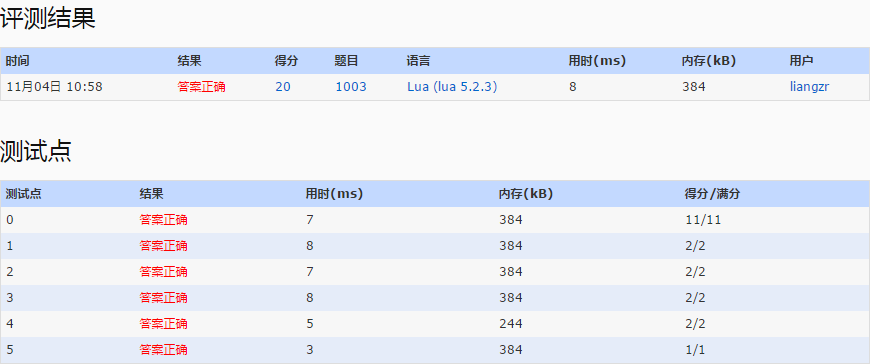 评测结果
时间 结果 得分 题目 语言 用时(ms) 内存(kB) 用户
11月04日 10:58 答案正确 20 1003 Lua (lua 5.2.3) 8 384 liangzr
测试点
测试点 结果 用时(ms) 内存(kB) 得分/满分
0 答案正确 7 384 11/11
1 答案正确 8 384 2/2
2 答案正确 7 384 2/2
3 答案正确 8 384 2/2
4 答案正确 5 244 2/2
5 答案正确 3 384 1/1